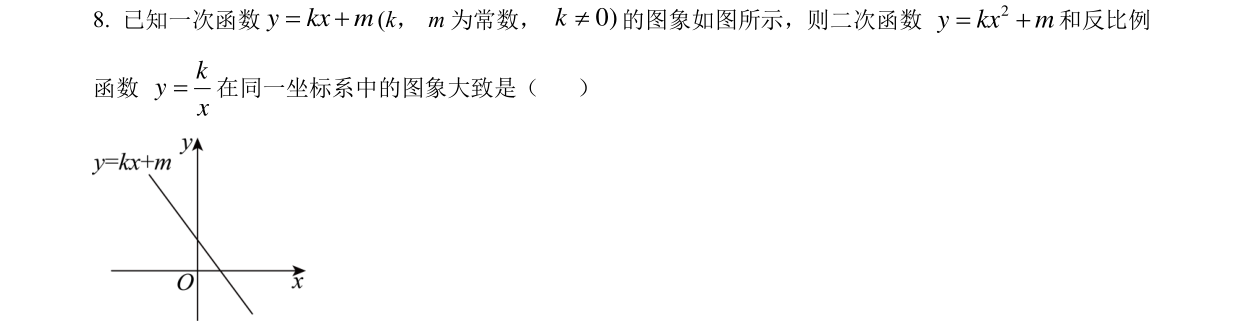 8. 已知一次函数 y = kx + m (k, m 为常数, k ≠ 0) 的图象如图所示，则二次函数 y = kx² + m 和反比例
函数 y = k/x 在同一坐标系中的图象大致是（ ）
y
y=kx+m
O
x